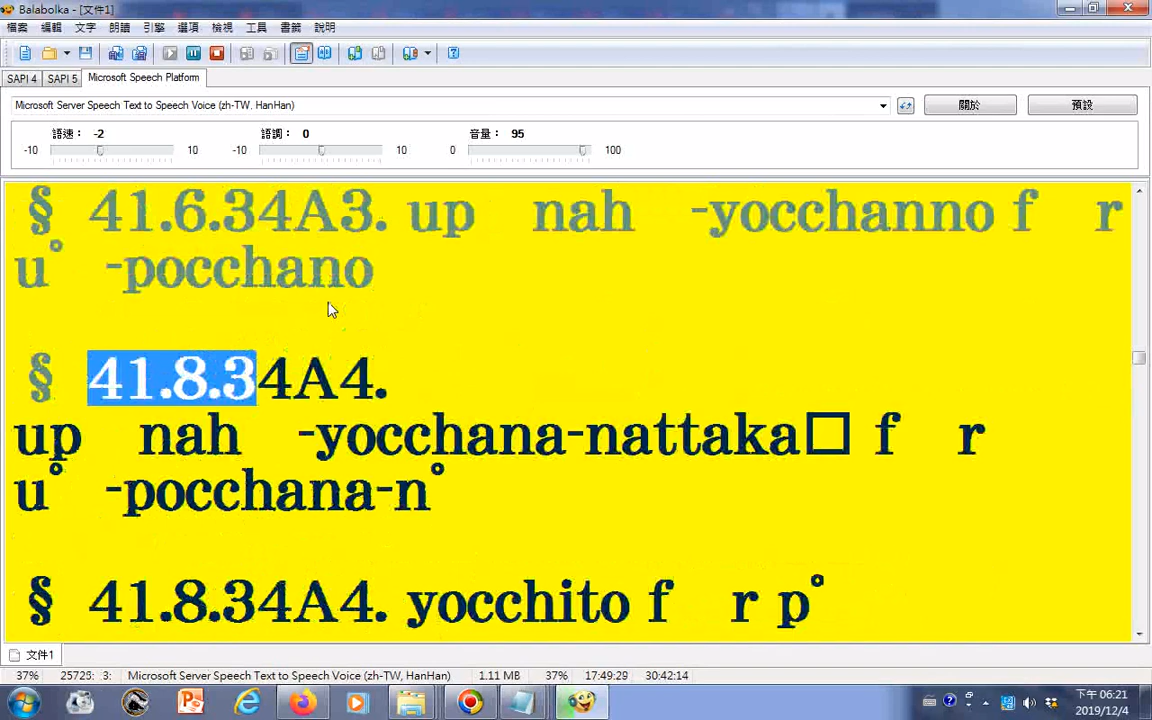 Balabolka - [文件1]
檔案 編輯 文字 朗讀 引擎 選項 檢視 工具 書籤 說明
SAPI 4 SAPI 5 Microsoft Speech Platform
Microsoft Server Speech Text to Speech Voice (zh-TW, HanHan) 關於 預設
語速： -2 語調： 0 音量： 95
-10 10 -10 10 0 100
§ 41.6.34A3. up nah -yocchanno f r
u° -pocchano
§ 41.8.34A4.
up nah -yocchana-nattaka□ f r
u° -pocchana-n°
§ 41.8.34A4. yocchito f r p°
文件1
37% 25725: 3: Microsoft Speech Platform (zh-TW, HanHan) 1.11 MB 37% 17:49:29 30:42:14
下午 06:21
2019/12/4